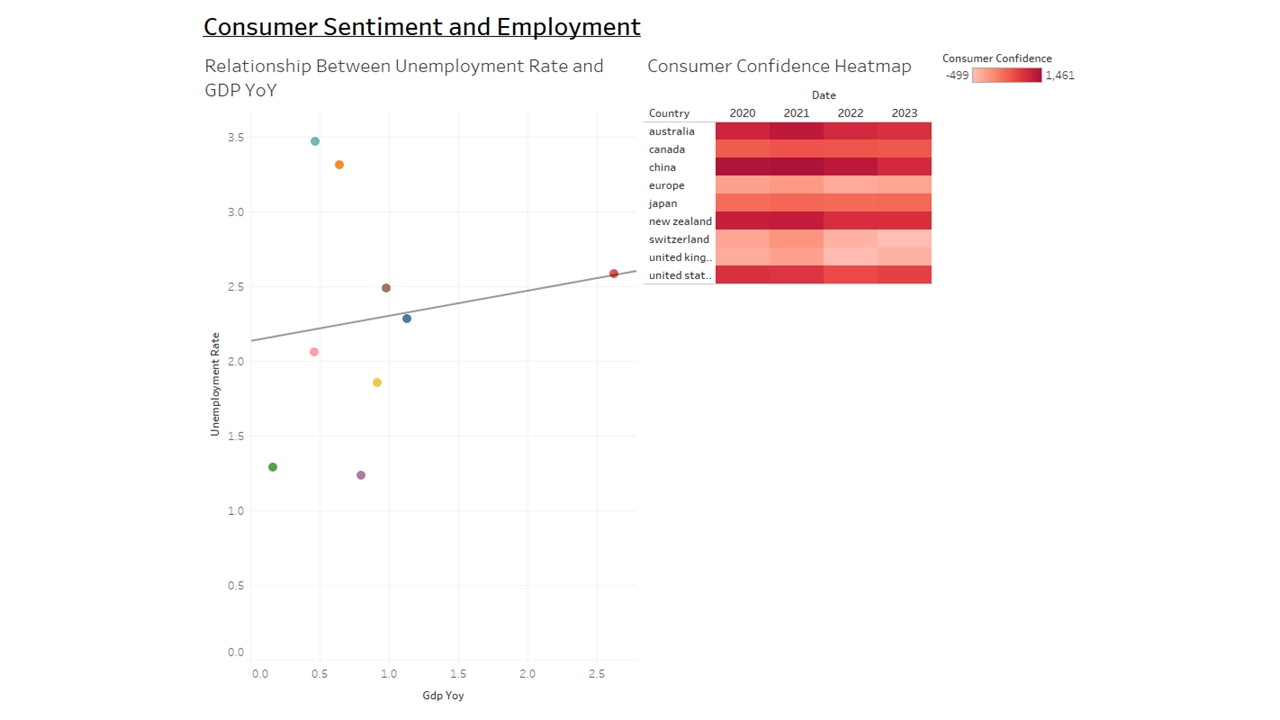 Consumer Sentiment and Employment
Relationship Between Unemployment Rate and
GDP YoY
3.5
3.0
2.5
2.0
1.5
1.0
0.5
0.0
Unemployment Rate
0.0 0.5 1.0 1.5 2.0 2.5
Gdp Yoy
Consumer Confidence Heatmap
Date
Country 2020 2021 2022 2023
australia
canada
china
europe
japan
new zealand
switzerland
united king..
united stat..
Consumer Confidence
-499 1,461